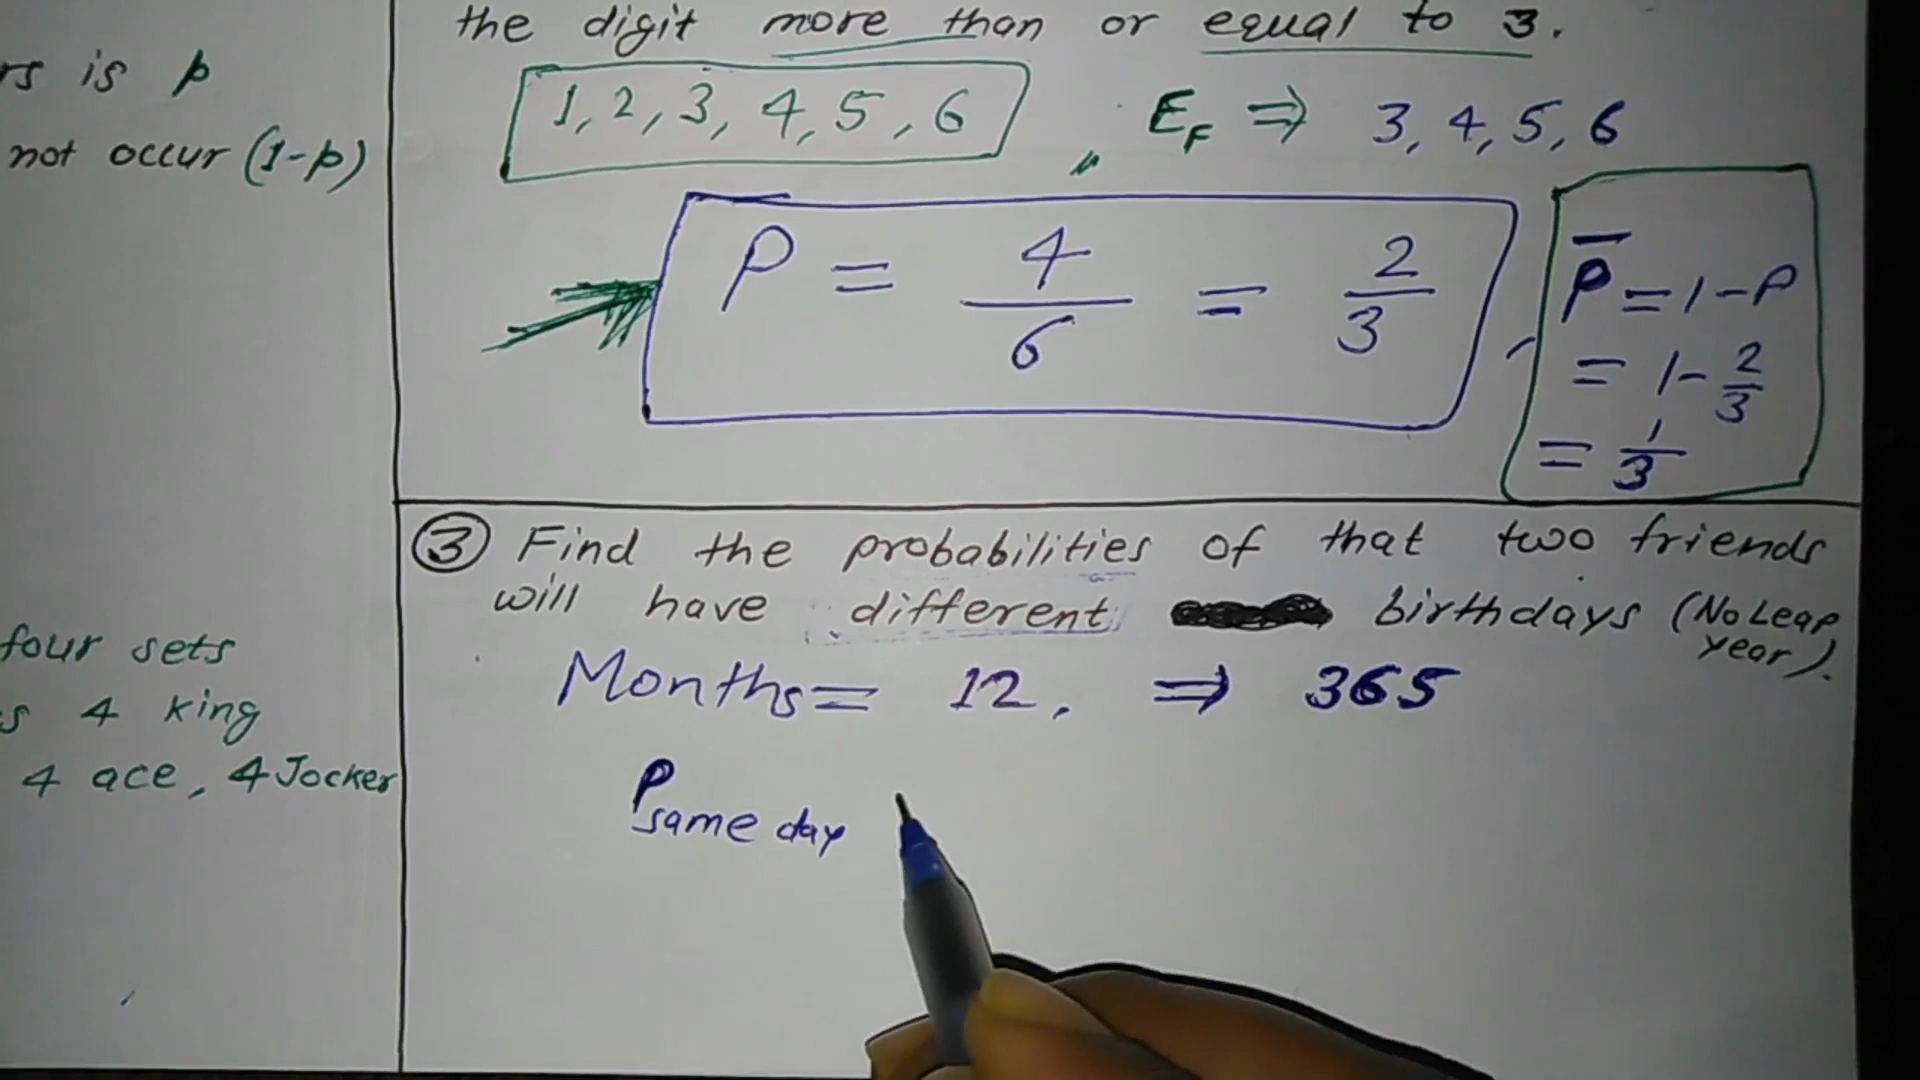 the digit more than or equal to 3.
1, 2, 3, 4, 5, 6 , E_F ⇒ 3, 4, 5, 6
P = 4/6 = 2/3
P̅ = 1 - P
= 1 - 2/3
= 1/3
is p
not occur (1-p)
four sets
4 king
4 ace, 4 Jocker
③ Find the probabilities of that two friends
will have different birthdays (No Leap
year).
Months = 12. ⇒ 365
P same day